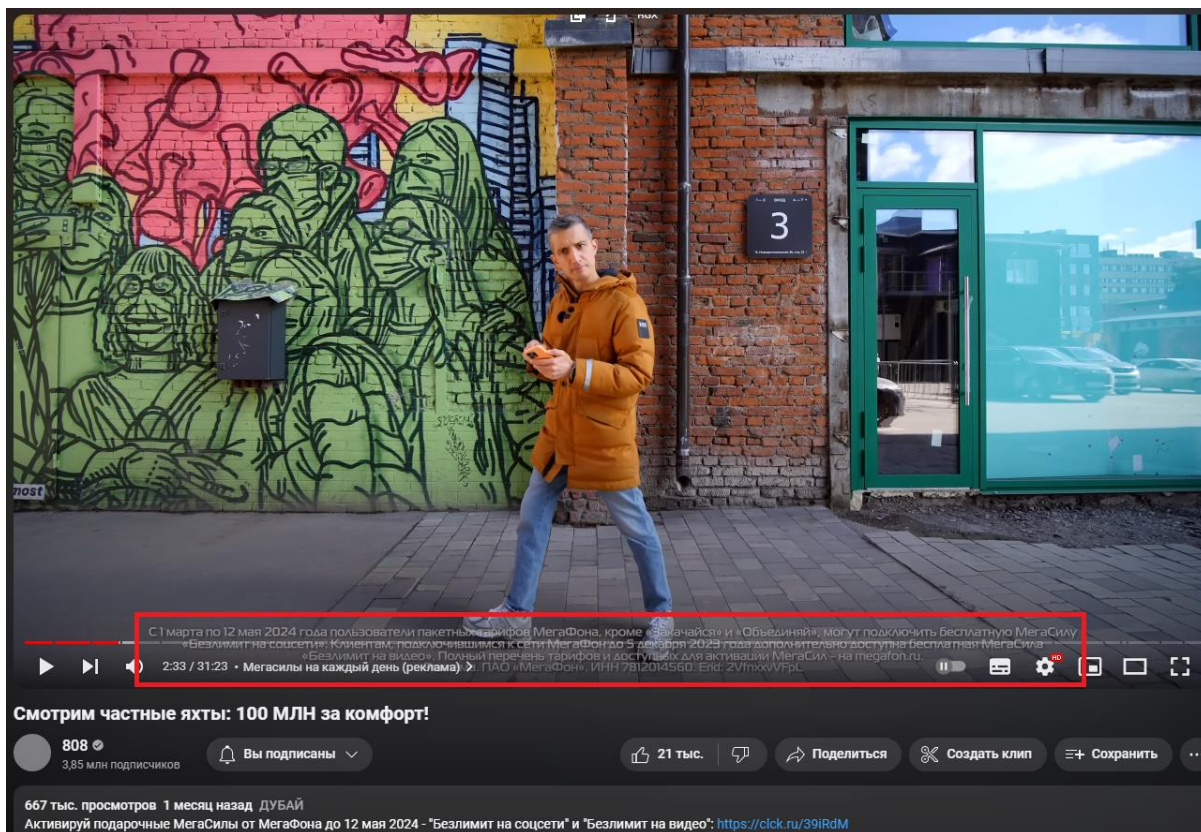 3
most
С 1 марта по 12 мая 2024 года пользователи пакетных тарифов МегаФона, кроме «Закачайся» и «Объединяй», могут подключить бесплатную МегаСилу
«Безлимит на соцсети». Клиентам, подключившимся к сети МегаФон до 5 декабря 2023 года дополнительно доступна бесплатная МегаСила
«Безлимит на видео». Полный перечень тарифов и доступных для активации МегаСил – на megafon.ru.
ПАО «МегаФон», ИНН 7812014560. Erid:
2:33 / 31:23 • Мегасилы на каждый день (реклама)
HD
Смотрим частные яхты: 100 МЛН за комфорт!
808
3,85 млн подписчиков
Вы подписаны
21 тыс.
Поделиться
Создать клип
Сохранить
667 тыс. просмотров 1 месяц назад ДУБАЙ
Активируй подарочные МегаСилы от МегаФона до 12 мая 2024 - "Безлимит на соцсети" и "Безлимит на видео": https://clck.ru/39iRdM